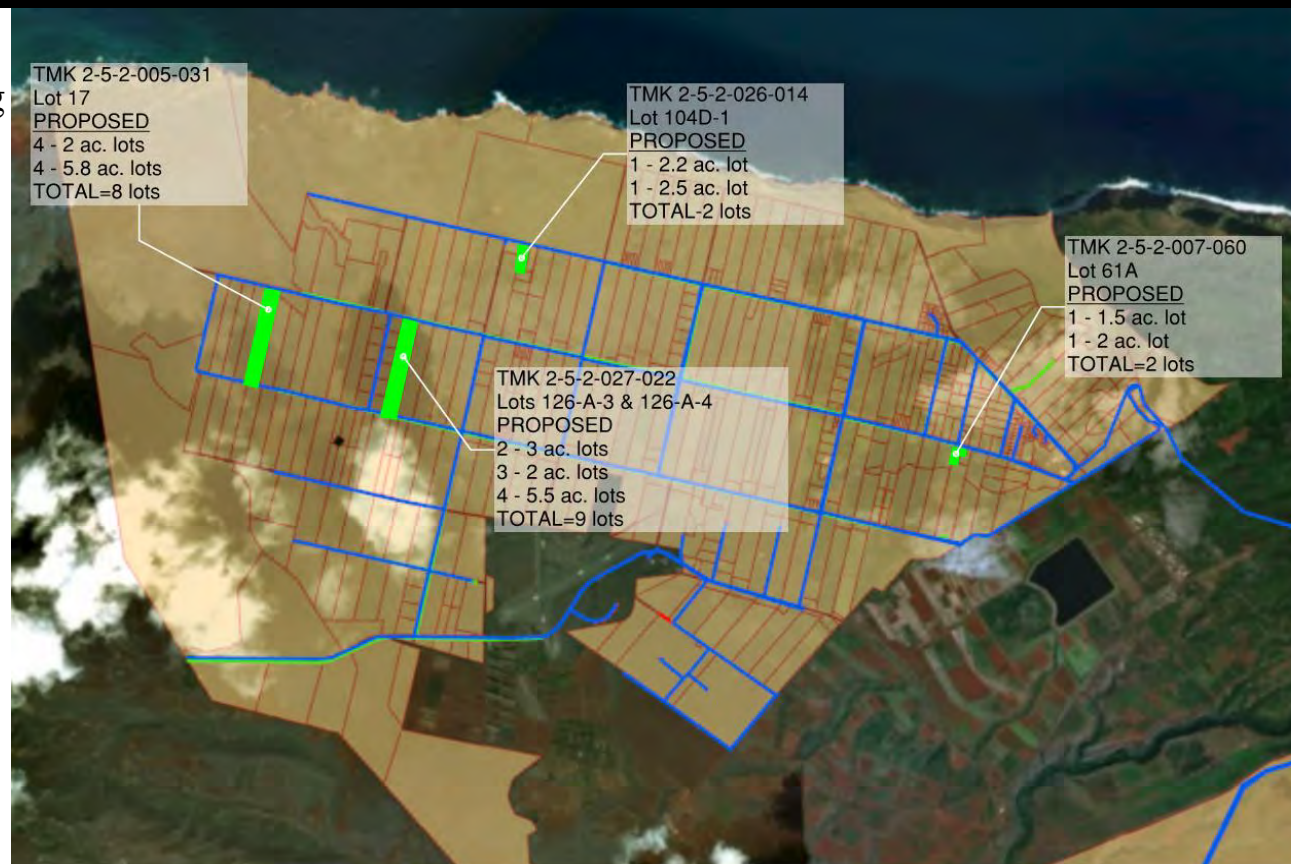 TMK 2-5-2-005-031
Lot 17
PROPOSED
4 - 2 ac. lots
4 - 5.8 ac. lots
TOTAL=8 lots
TMK 2-5-2-026-014
Lot 104D-1
PROPOSED
1 - 2.2 ac. lot
1 - 2.5 ac. lot
TOTAL-2 lots
TMK 2-5-2-007-060
Lot 61A
PROPOSED
1 - 1.5 ac. lot
1 - 2 ac. lot
TOTAL=2 lots
TMK 2-5-2-027-022
Lots 126-A-3 & 126-A-4
PROPOSED
2 - 3 ac. lots
3 - 2 ac. lots
4 - 5.5 ac. lots
TOTAL=9 lots